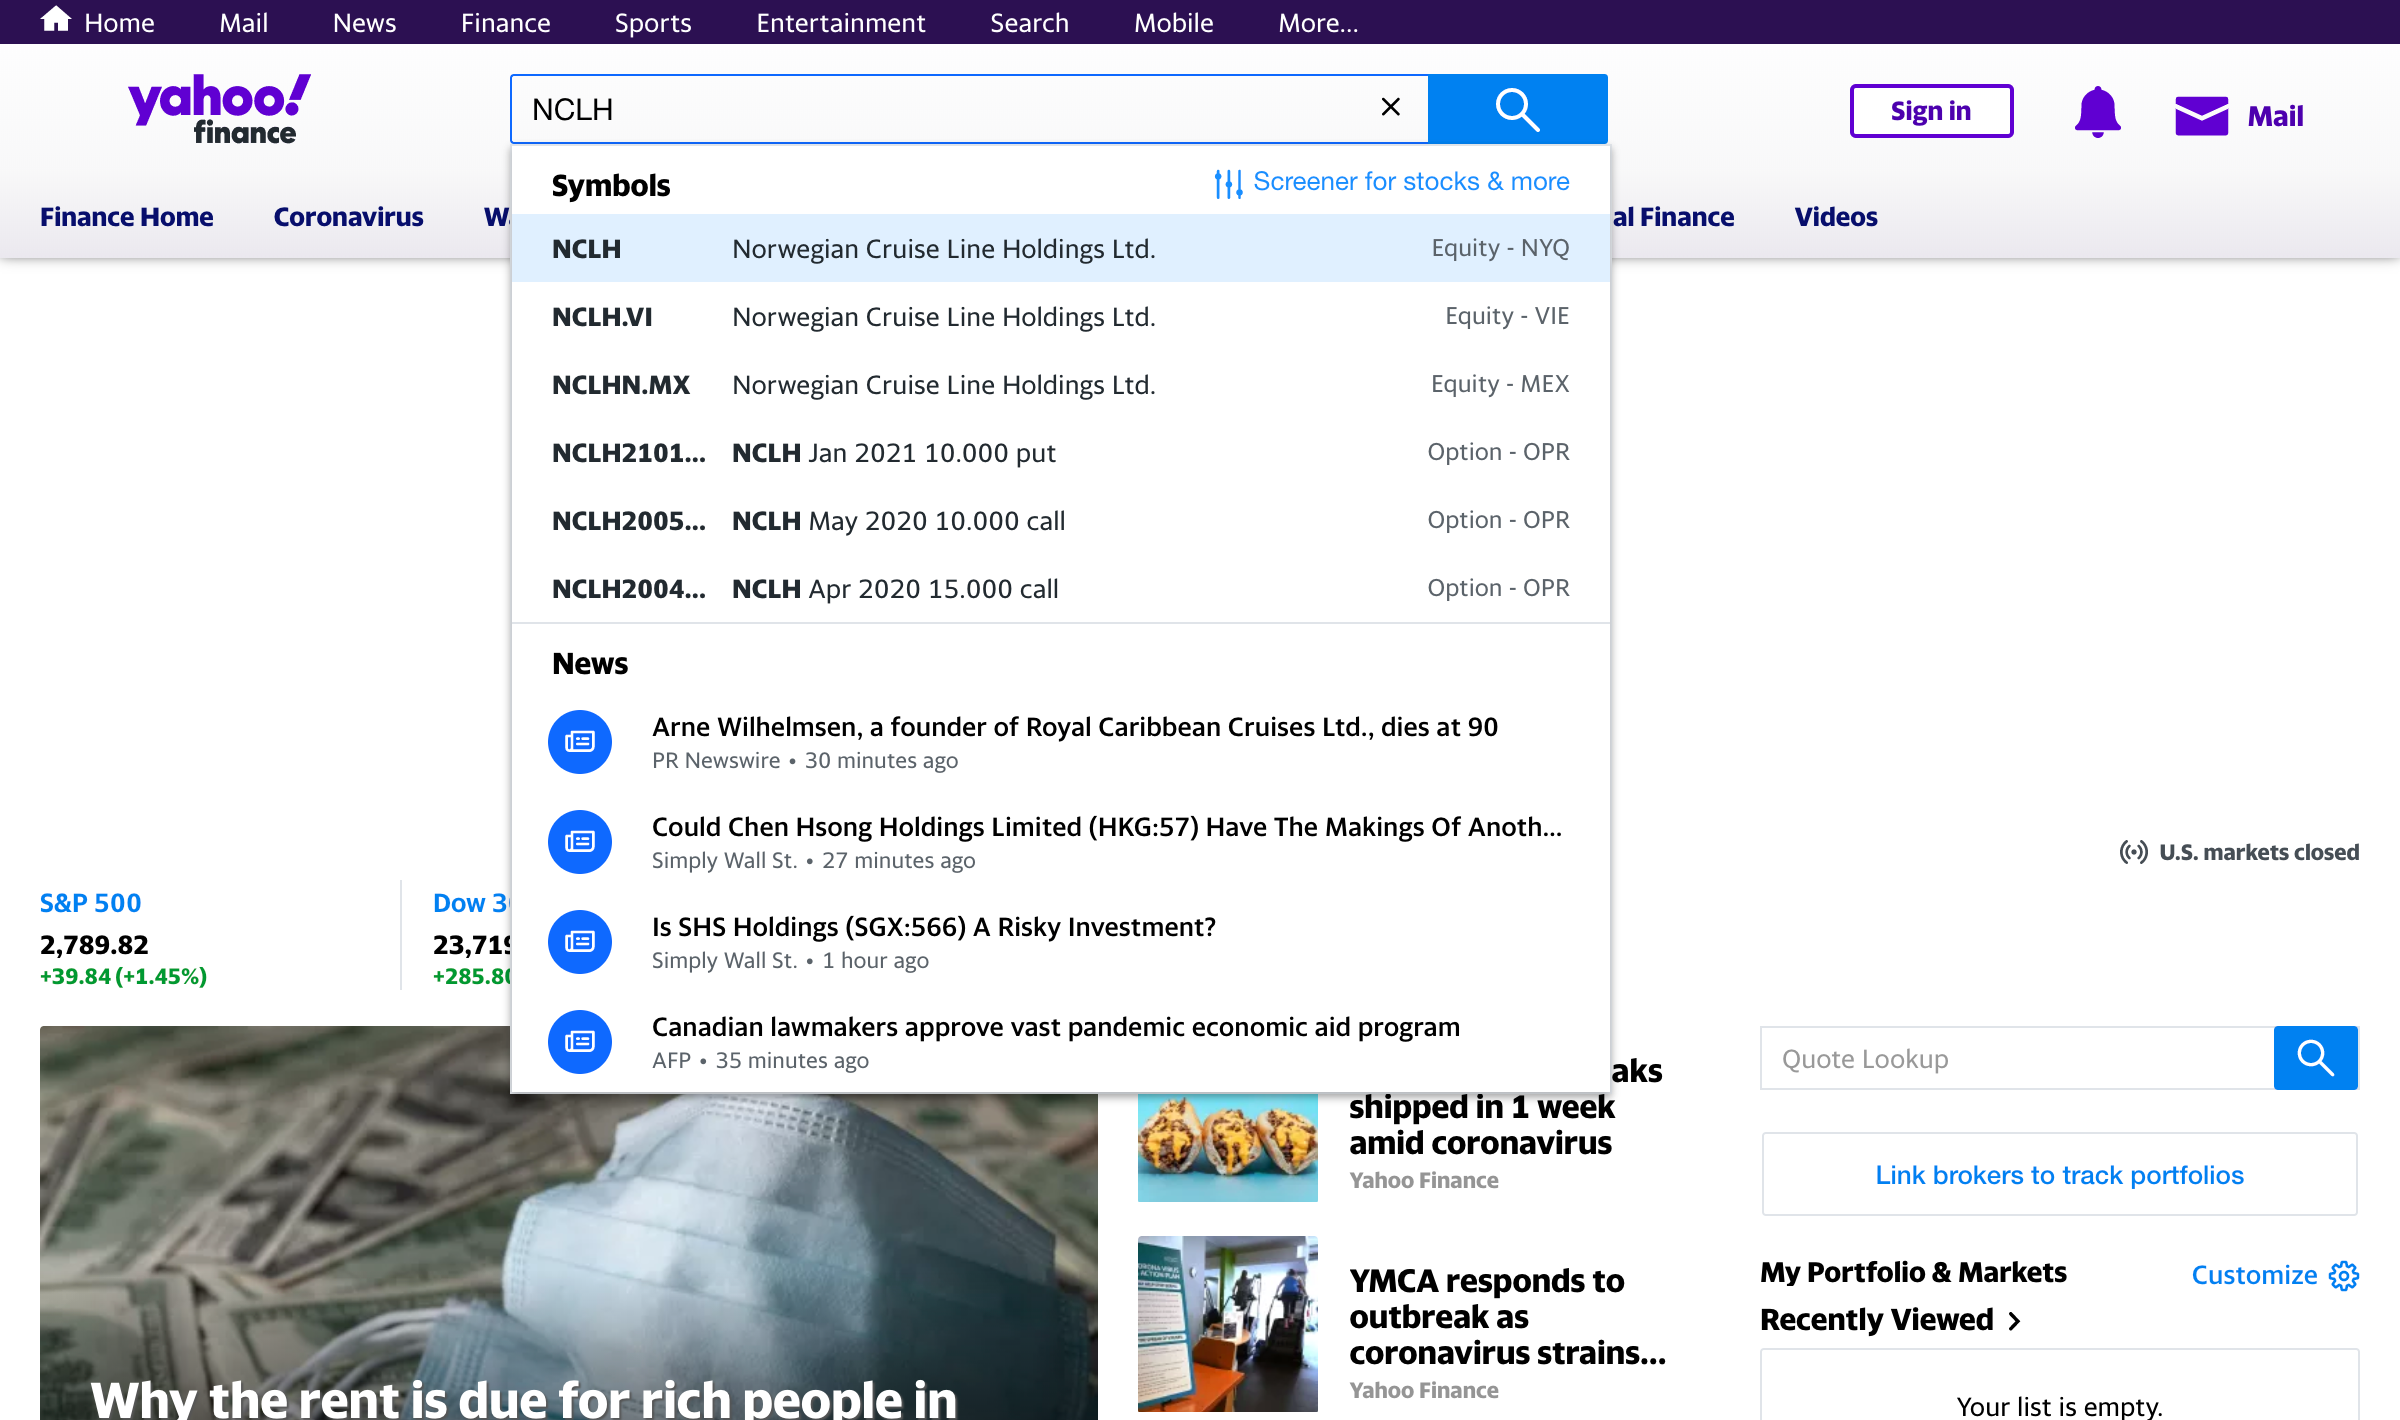 Home Mail News Finance Sports Entertainment Search Mobile More...
yahoo!
finance
NCLH
Sign in
Mail
Finance Home Coronavirus W al Finance Videos
Symbols
Screener for stocks & more
NCLH Norwegian Cruise Line Holdings Ltd. Equity - NYQ
NCLH.VI Norwegian Cruise Line Holdings Ltd. Equity - VIE
NCLHN.MX Norwegian Cruise Line Holdings Ltd. Equity - MEX
NCLH2101... NCLH Jan 2021 10.000 put Option - OPR
NCLH2005... NCLH May 2020 10.000 call Option - OPR
NCLH2004... NCLH Apr 2020 15.000 call Option - OPR
News
Arne Wilhelmsen, a founder of Royal Caribbean Cruises Ltd., dies at 90
PR Newswire • 30 minutes ago
Could Chen Hsong Holdings Limited (HKG:57) Have The Makings Of Anoth...
Simply Wall St. • 27 minutes ago
Is SHS Holdings (SGX:566) A Risky Investment?
Simply Wall St. • 1 hour ago
Canadian lawmakers approve vast pandemic economic aid program
AFP • 35 minutes ago
U.S. markets closed
S&P 500
2,789.82
+39.84 (+1.45%)
Dow 3
23,719
+285.80
Why the rent is due for rich people in
aks
shipped in 1 week
amid coronavirus
Yahoo Finance
YMCA responds to
outbreak as
coronavirus strains...
Yahoo Finance
Quote Lookup
Link brokers to track portfolios
My Portfolio & Markets
Customize
Recently Viewed
Your list is empty.